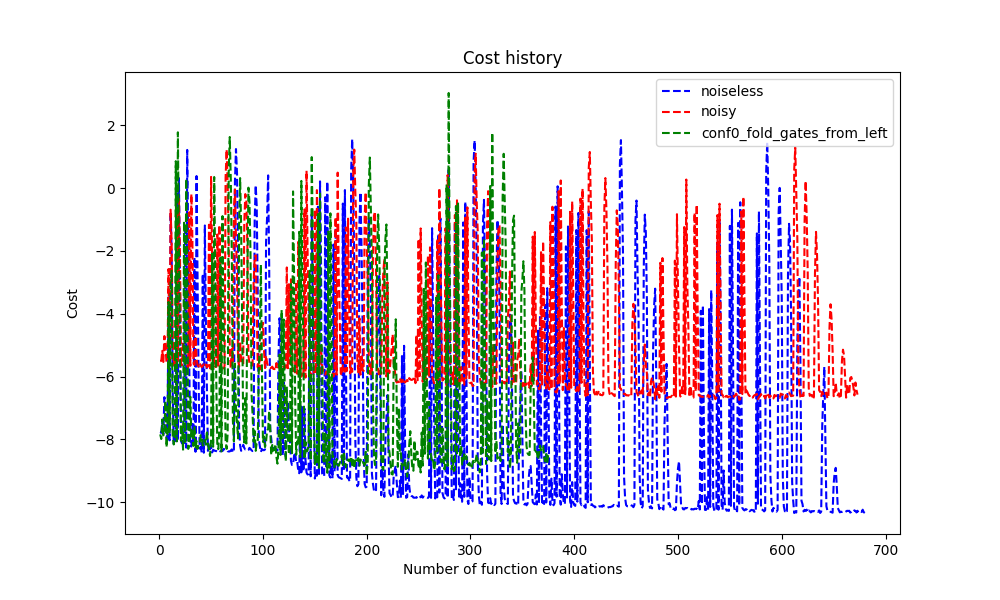 Cost history
noiseless
noisy
conf0_fold_gates_from_left
Cost
2
0
−2
−4
−6
−8
−10
0 100 200 300 400 500 600 700
Number of function evaluations